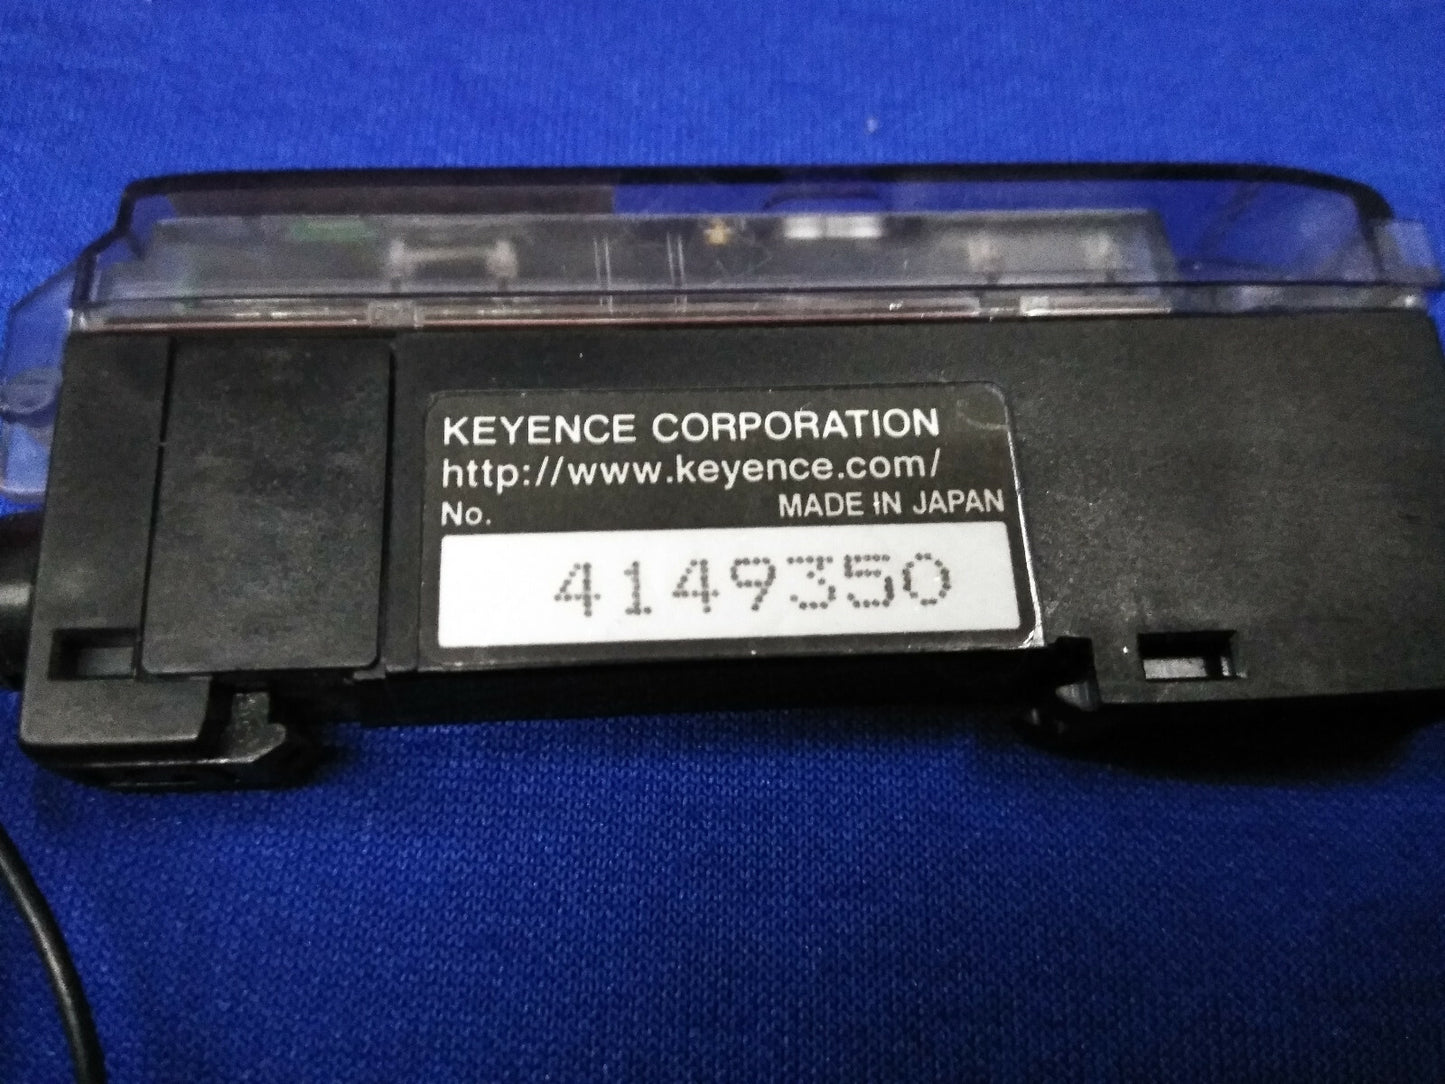 KEYENCE CORPORATION
http://www.keyence.com/
No. MADE IN JAPAN
4149350